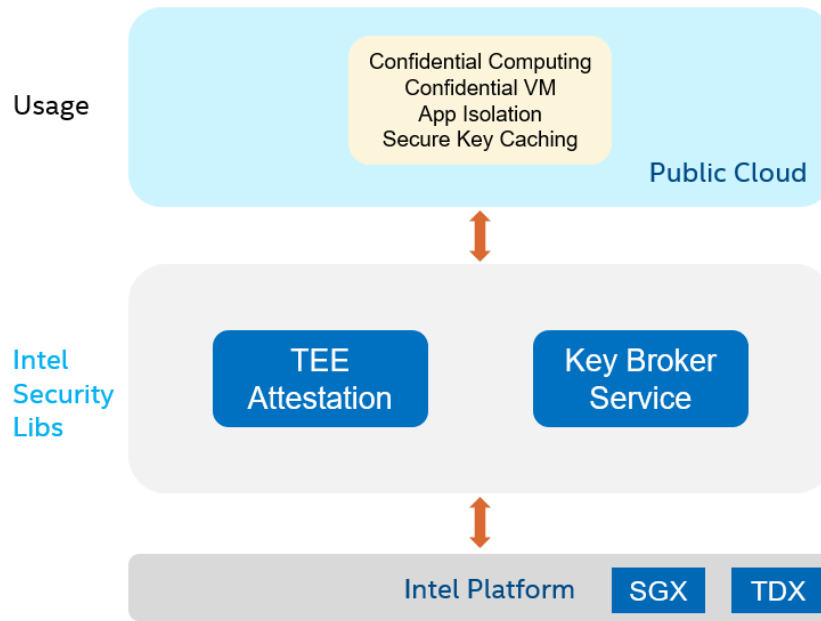 Usage
Confidential Computing
Confidential VM
App Isolation
Secure Key Caching
Public Cloud
Intel
Security
Libs
TEE
Attestation
Key Broker
Service
Intel Platform
SGX
TDX